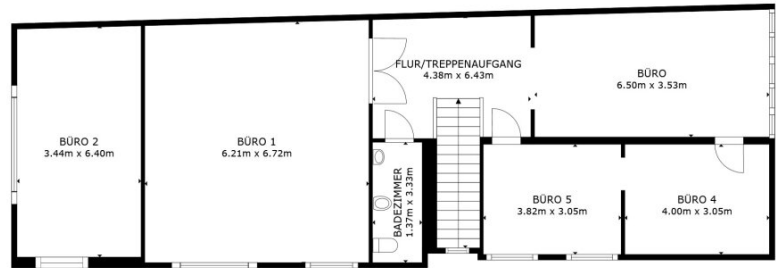 FLUR/TREPPENAUFGANG
4.38m x 6.43m
BÜRO
6.50m x 3.53m
BÜRO 2
3.44m x 6.40m
BÜRO 1
6.21m x 6.72m
BADEZIMMER
1.37m x 3.33m
BÜRO 5
3.82m x 3.05m
BÜRO 4
4.00m x 3.05m